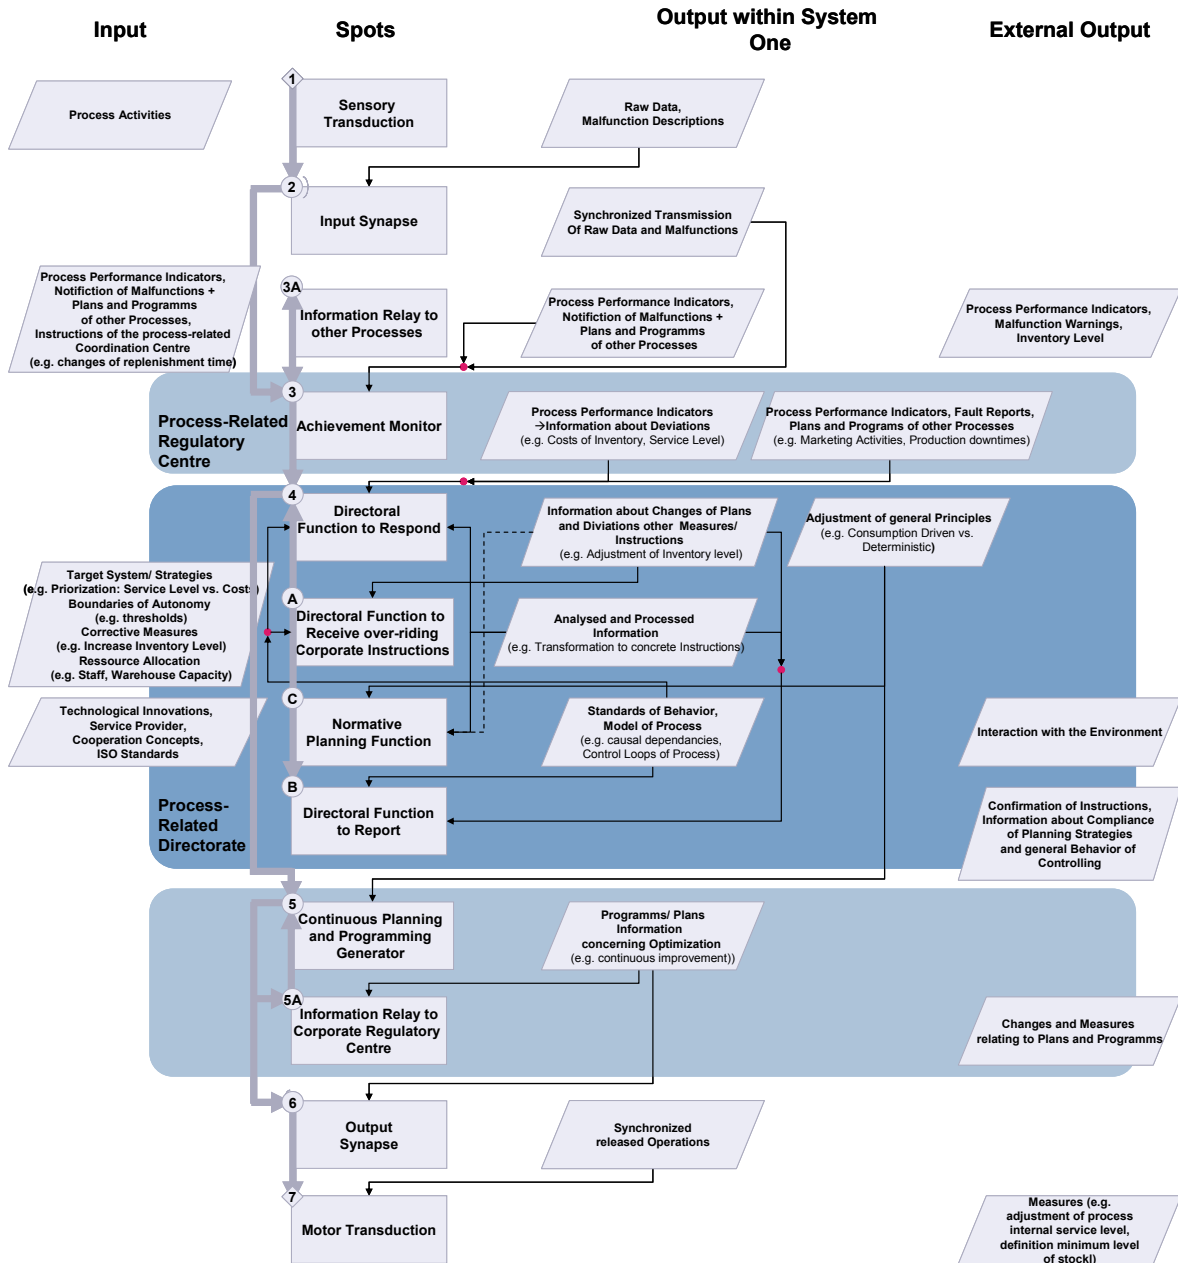 Input
Spots
Output within System
One
External Output
1
Process Activities
Sensory
Transduction
Raw Data,
Malfunction Descriptions
2
Input Synapse
Synchronized Transmission
Of Raw Data and Malfunctions
Process Performance Indicators,
Notifiction of Malfunctions +
Plans and Programms
of other Processes,
Instructions of the process-related
Coordination Centre
(e.g. changes of replenishment time)
3A
Information Relay to
other Processes
Process Performance Indicators,
Notification of Malfunctions +
Plans and Programms
of other Processes
Process Performance Indicators,
Malfunction Warnings,
Inventory Level
Process-Related
Regulatory
Centre
3
Achievement Monitor
Process Performance Indicators
→Information about Deviations
(e.g. Costs of Inventory, Service Level)
Process Performance Indicators, Fault Reports,
Plans and Programs of other Processes
(e.g. Marketing Activities, Production downtimes)
4
Directoral
Function to Respond
Information about Changes of Plans
and Diviations other Measures/
Instructions
(e.g. Adjustment of Inventory level)
Adjustment of general Principles
(e.g. Consumption Driven vs.
Deterministic)
Target System/ Strategies
(e.g. Priorization: Service Level vs. Costs)
Boundaries of Autonomy
(e.g. thresholds)
Corrective Measures
(e.g. Increase Inventory Level)
Ressource Allocation
(e.g. Staff, Warehouse Capacity)
A
Directoral Function to
Receive over-riding
Corporate Instructions
Analysed and Processed
Information
(e.g. Transformation to concrete Instructions)
Technological Innovations,
Service Provider,
Cooperation Concepts,
ISO Standards
C
Normative
Planning Function
Standards of Behavior,
Model of Process
(e.g. causal dependancies,
Control Loops of Process)
Interaction with the Environment
Process-
Related
Directorate
B
Directoral Function
to Report
Confirmation of Instructions,
Information about Compliance
of Planning Strategies
and general Behavior of
Controlling
5
Continuous Planning
and Programming
Generator
Programms/ Plans
Information
concerning Optimization
(e.g. continuous improvement))
5A
Information Relay to
Corporate Regulatory
Centre
Changes and Measures
relating to Plans and Programms
6
Output
Synapse
Synchronized
released Operations
7
Motor Transduction
Measures (e.g.
adjustment of process
internal service level,
definition minimum level
of stockl)